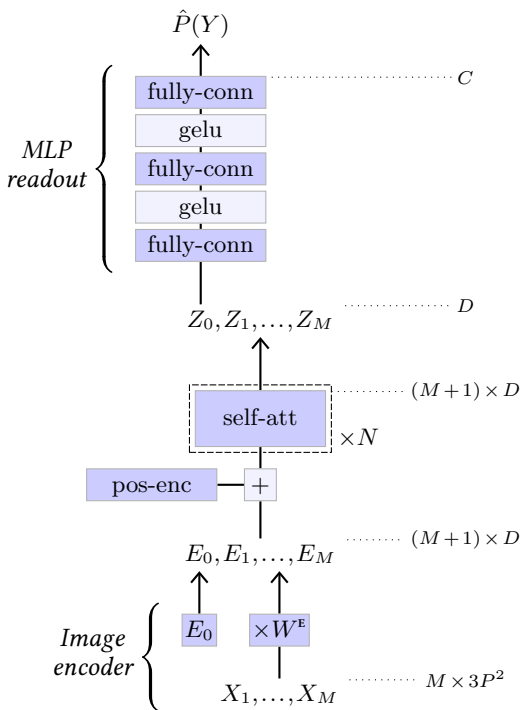 P̂(Y)
fully-conn
C
gelu
MLP
readout
fully-conn
gelu
fully-conn
Z₀, Z₁, ..., Z_M
D
(M+1) × D
self-att
×N
pos-enc
+
E₀, E₁, ..., E_M
(M+1) × D
Image
encoder
E₀
×Wᴱ
X₁, ..., X_M
M × 3P²